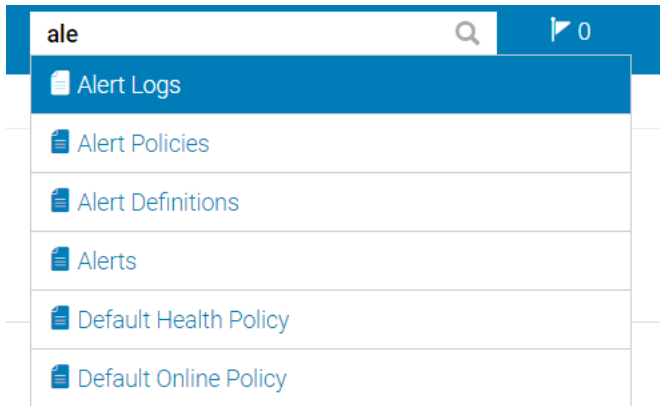 ale
0
Alert Logs
Alert Policies
Alert Definitions
Alerts
Default Health Policy
Default Online Policy